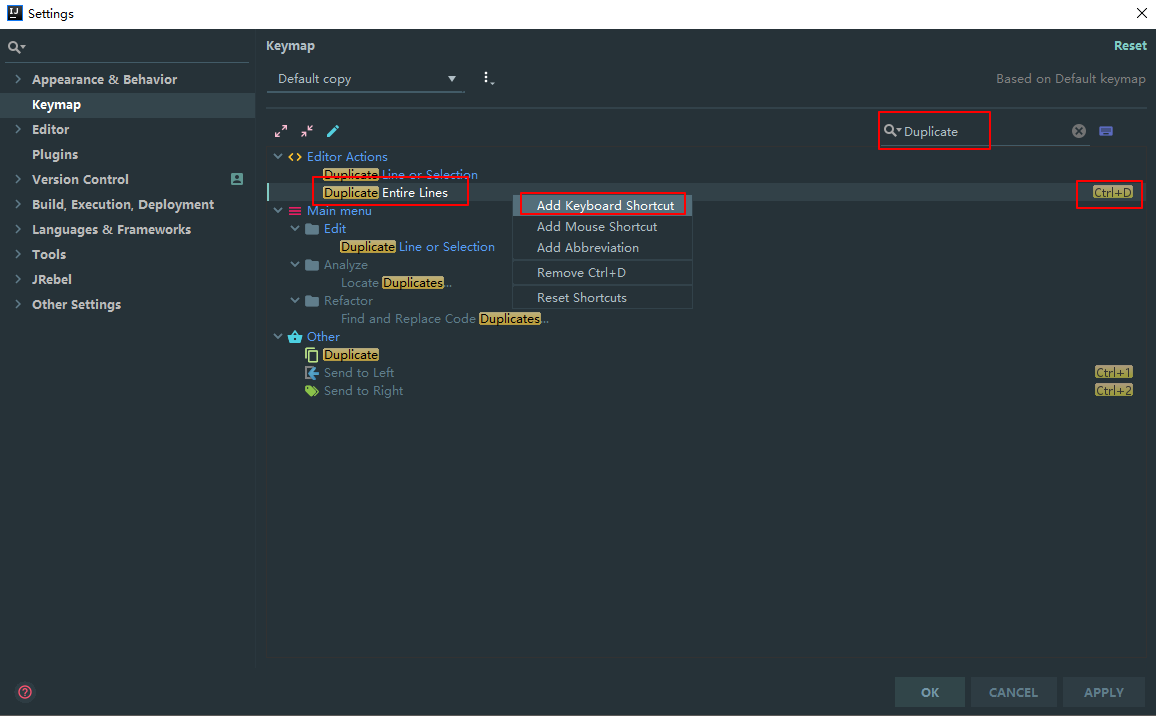 IJ Settings
Keymap
Reset
Appearance & Behavior
Keymap
Editor
Plugins
Version Control
Build, Execution, Deployment
Languages & Frameworks
Tools
JRebel
Other Settings
Default copy
Based on Default keymap
Duplicate
Editor Actions
Duplicate Line or Selection
Duplicate Entire Lines
Ctrl+D
Main menu
Edit
Duplicate Line or Selection
Analyze
Locate Duplicates...
Refactor
Find and Replace Code Duplicates...
Other
Duplicate
Send to Left
Ctrl+1
Send to Right
Ctrl+2
Add Keyboard Shortcut
Add Mouse Shortcut
Add Abbreviation
Remove Ctrl+D
Reset Shortcuts
?
OK
CANCEL
APPLY